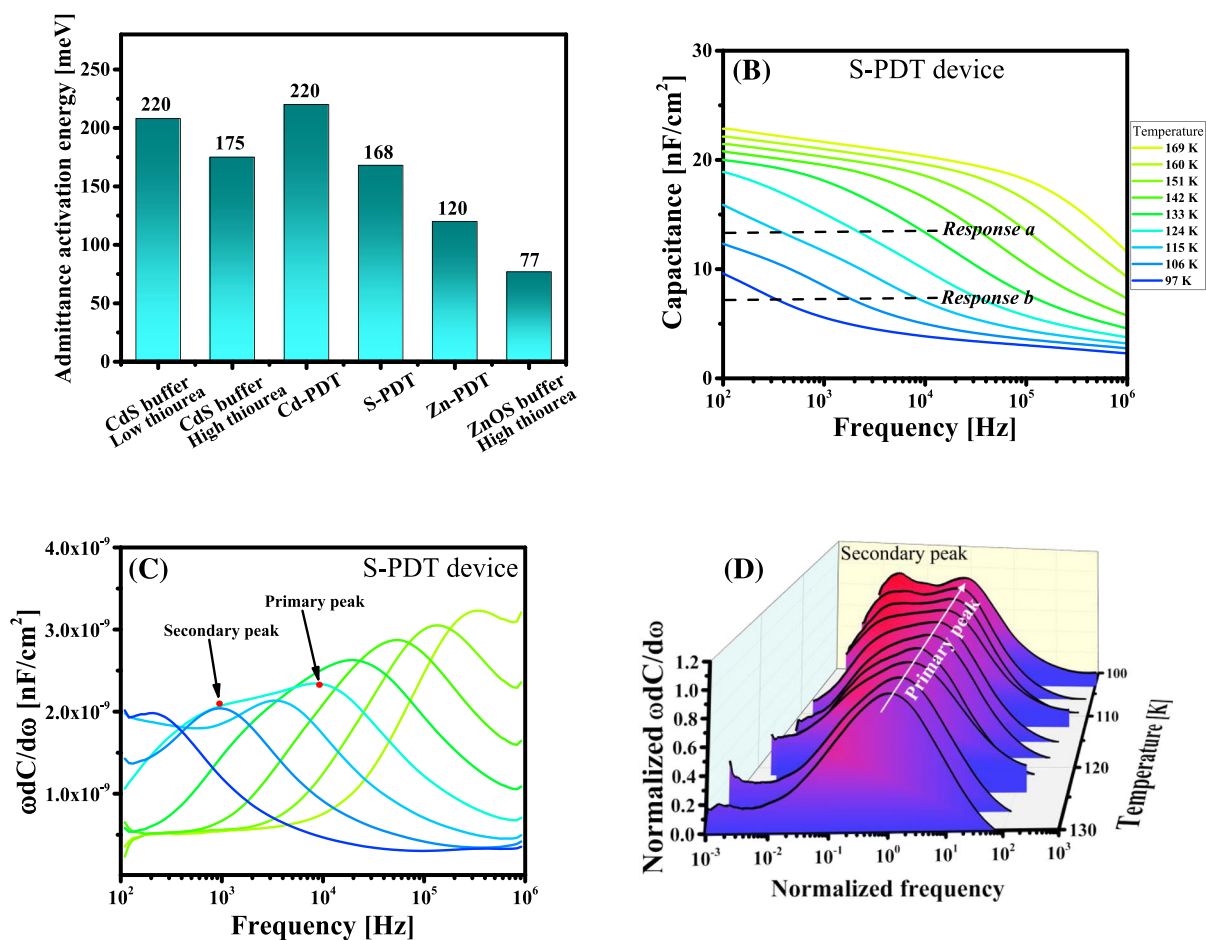 Admittance activation energy [meV]
250
200
150
100
50
0
220
175
220
168
120
77
CdS buffer
Low thiourea
CdS buffer
High thiourea
Cd-PDT
S-PDT
Zn-PDT
ZnOS buffer
High thiourea
(B)
S-PDT device
Capacitance [nF/cm²]
30
20
10
0
Response a
Response b
10² 10³ 10⁴ 10⁵ 10⁶
Frequency [Hz]
Temperature
169 K
160 K
151 K
142 K
133 K
124 K
115 K
106 K
97 K
(C)
S-PDT device
ωdC/dω [nF/cm²]
4.0x10⁻⁹
3.0x10⁻⁹
2.0x10⁻⁹
1.0x10⁻⁹
Primary peak
Secondary peak
10² 10³ 10⁴ 10⁵ 10⁶
Frequency [Hz]
(D)
Secondary peak
Primary peak
Normalized ωdC/dω
1.2
1.0
0.8
0.6
0.4
0.2
0.0
10⁻³ 10⁻² 10⁻¹ 10⁰ 10¹ 10² 10³
Normalized frequency
100
110
120
130
Temperature [K]